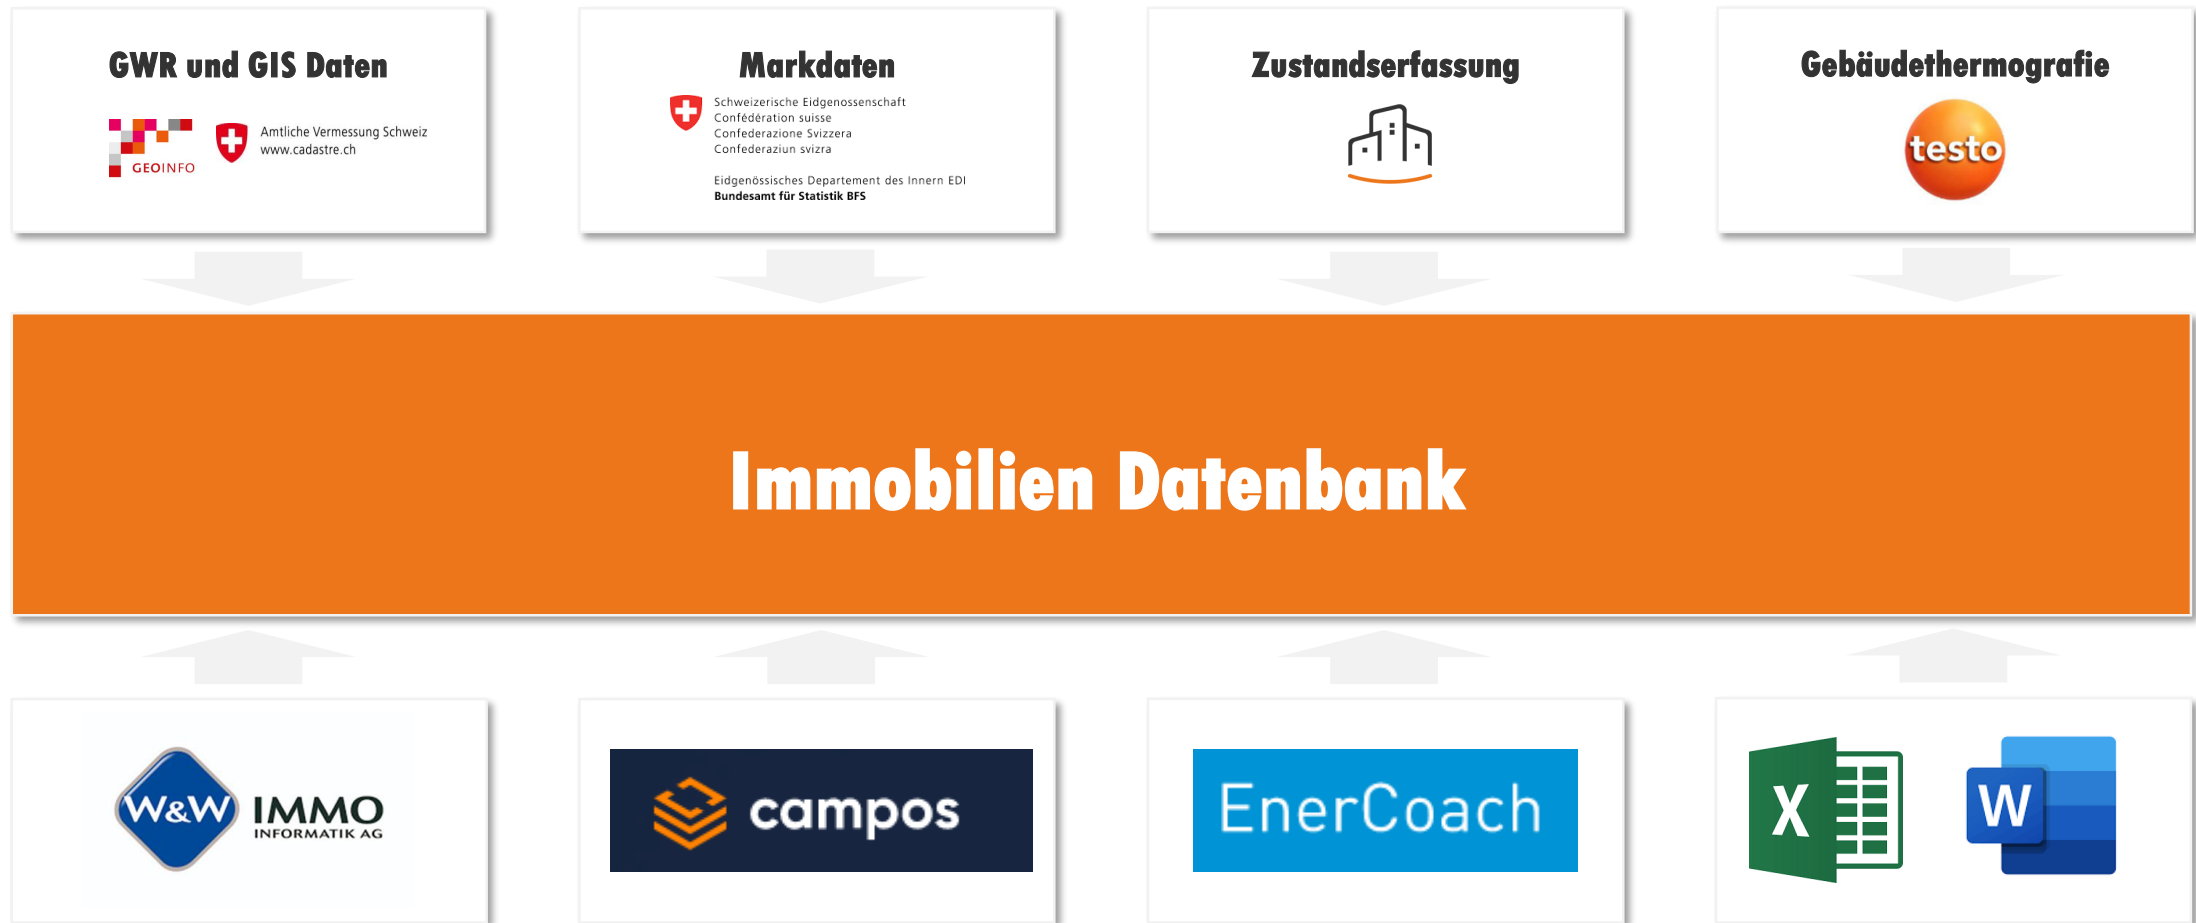 GWR und GIS Daten
GEOINFO
Amtliche Vermessung Schweiz
www.cadastre.ch
Markdaten
Schweizerische Eidgenossenschaft
Confédération suisse
Confederazione Svizzera
Confederaziun svizra
Eidgenössisches Departement des Innern EDI
Bundesamt für Statistik BFS
Zustandserfassung
Gebäudethermografie
testo
Immobilien Datenbank
W&W IMMO
INFORMATIK AG
campos
EnerCoach
X
W